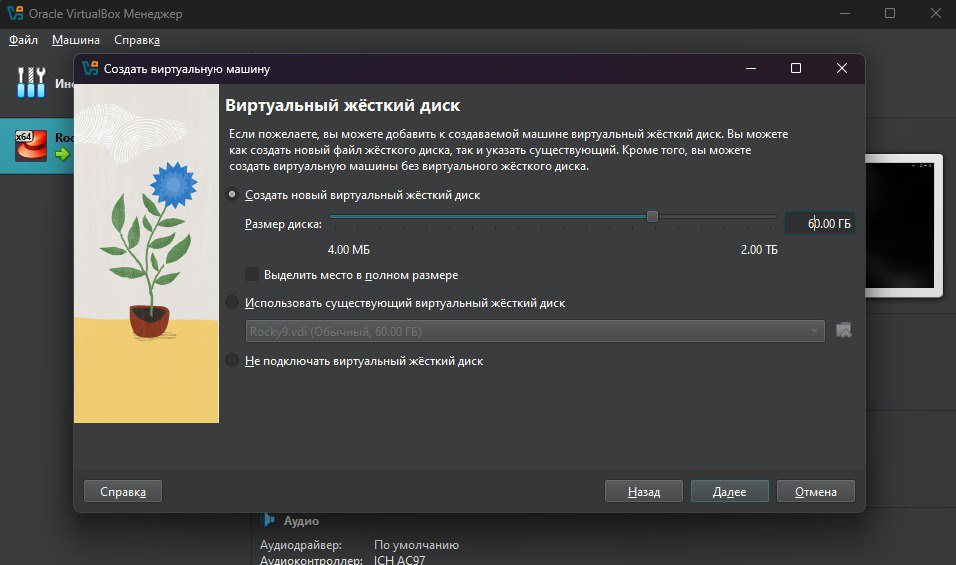 Oracle VirtualBox Менеджер
Файл Машина Справка
Создать виртуальную машину
x64
Виртуальный жёсткий диск
Если пожелаете, вы можете добавить к создаваемой машине виртуальный жёсткий диск. Вы можете
как создать новый файл жёсткого диска, так и указать существующий. Кроме того, вы можете
создать виртуальную машины без виртуального жёсткого диска.
Создать новый виртуальный жёсткий диск
Размер диска: 60.00 ГБ
4.00 МБ 2.00 ТБ
Выделить место в полном размере
Использовать существующий виртуальный жёсткий диск
Rocky9.vdi (Обычный, 60.00 ГБ)
Не подключать виртуальный жёсткий диск
Справка Назад Далее Отмена
Аудио
Аудиодрайвер: По умолчанию
Аудиоконтроллер: ICH AC97